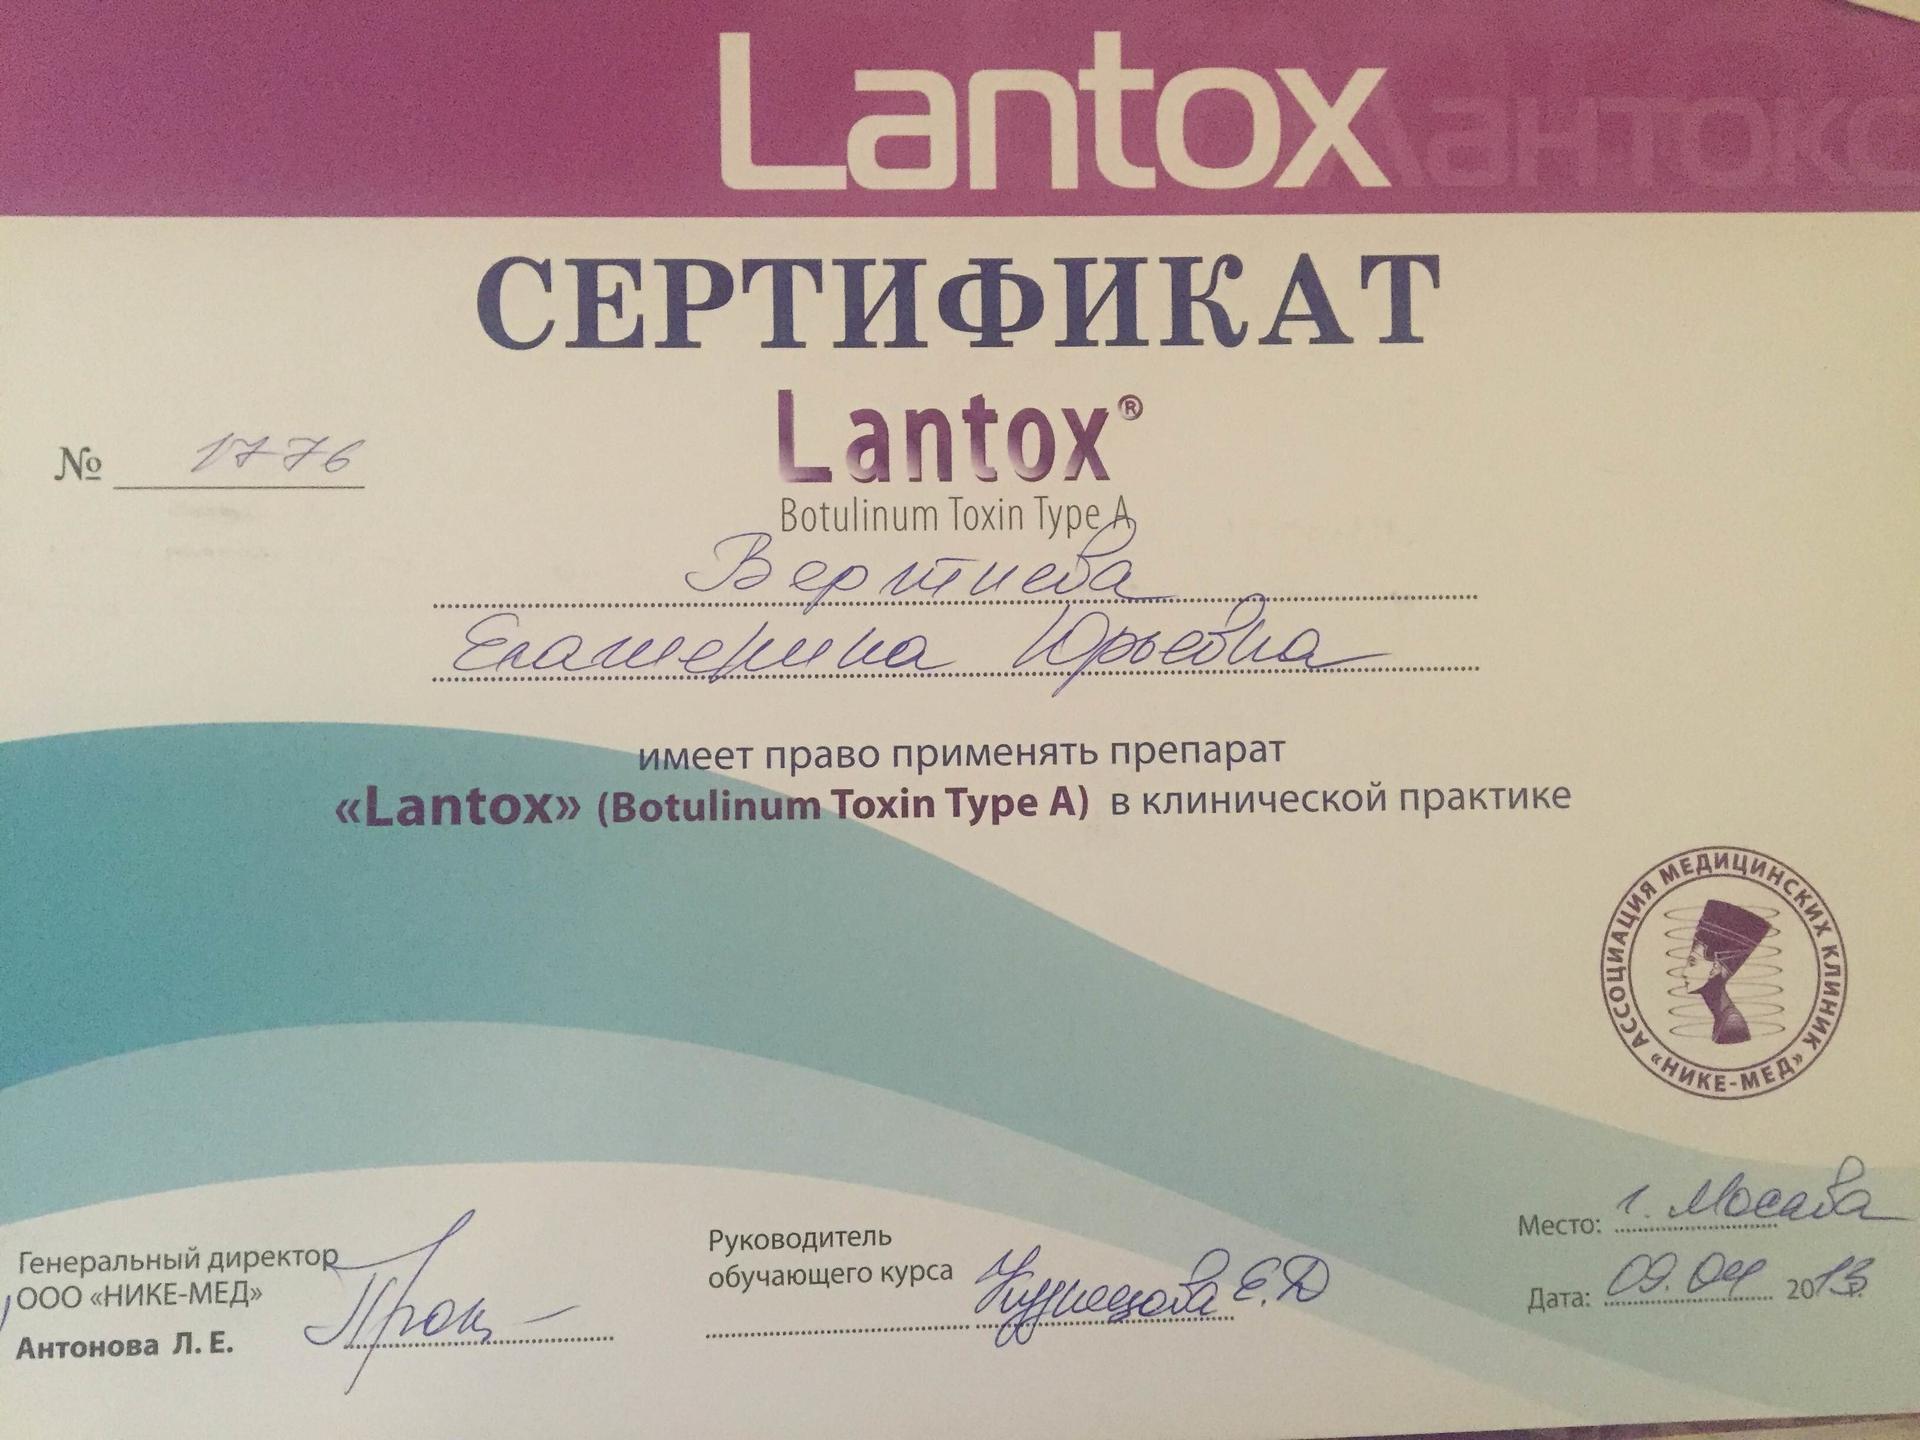 Lantox Лантокс
СЕРТИФИКАТ
Lantox®
№ 1776
Botulinum Toxin Type A
Вертиева
Екатерина Юрьевна
имеет право применять препарат
«Lantox» (Botulinum Toxin Type A) в клинической практике
АССОЦИАЦИЯ МЕДИЦИНСКИХ КЛИНИК «НИКЕ-МЕД»
Генеральный директор
ООО «НИКЕ-МЕД»
Антонова Л. Е.
Руководитель
обучающего курса Кузнецова Е.Д
Место: г. Москва
Дата: 09.04 2013